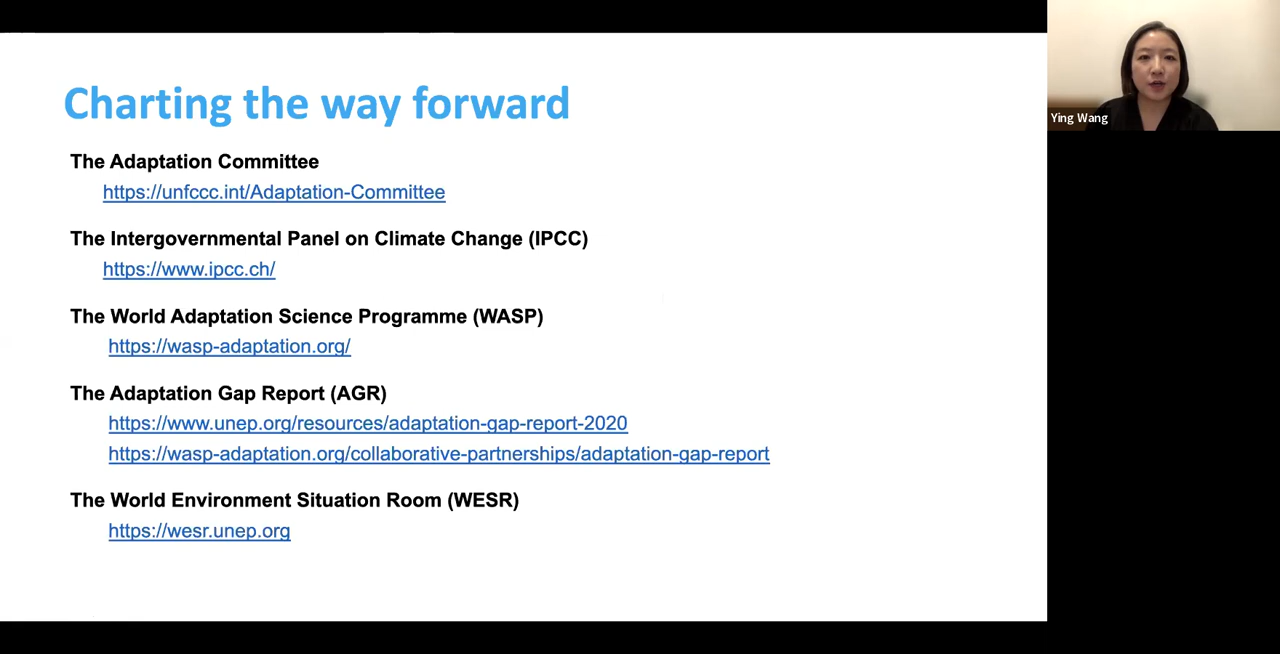 Charting the way forward
The Adaptation Committee
https://unfccc.int/Adaptation-Committee
The Intergovernmental Panel on Climate Change (IPCC)
https://www.ipcc.ch/
The World Adaptation Science Programme (WASP)
https://wasp-adaptation.org/
The Adaptation Gap Report (AGR)
https://www.unep.org/resources/adaptation-gap-report-2020
https://wasp-adaptation.org/collaborative-partnerships/adaptation-gap-report
The World Environment Situation Room (WESR)
https://wesr.unep.org
Ying Wang